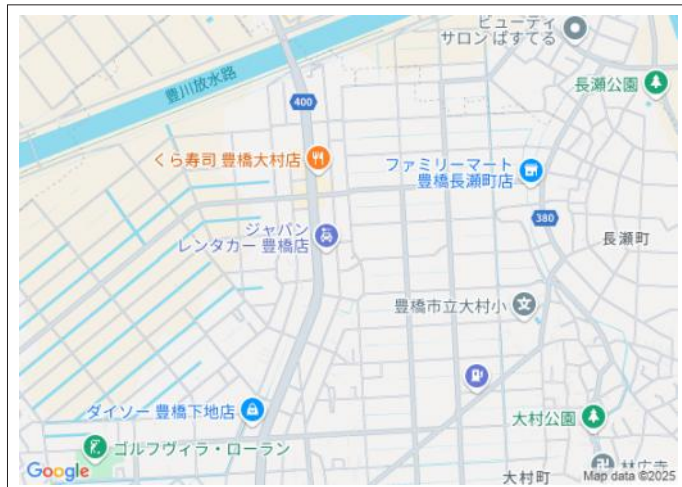 ビューティ
サロン ぱすてる
豊川放水路
長瀬公園
400
くら寿司 豊橋大村店
ファミリーマート
豊橋長瀬町店
380
ジャパン
レンタカー 豊橋店
長瀬町
豊橋市立大村小
文
ダイソー 豊橋下地店
大村公園
ゴルフヴィラ・ローラン
林広寺
大村町
Google
Map data ©2025